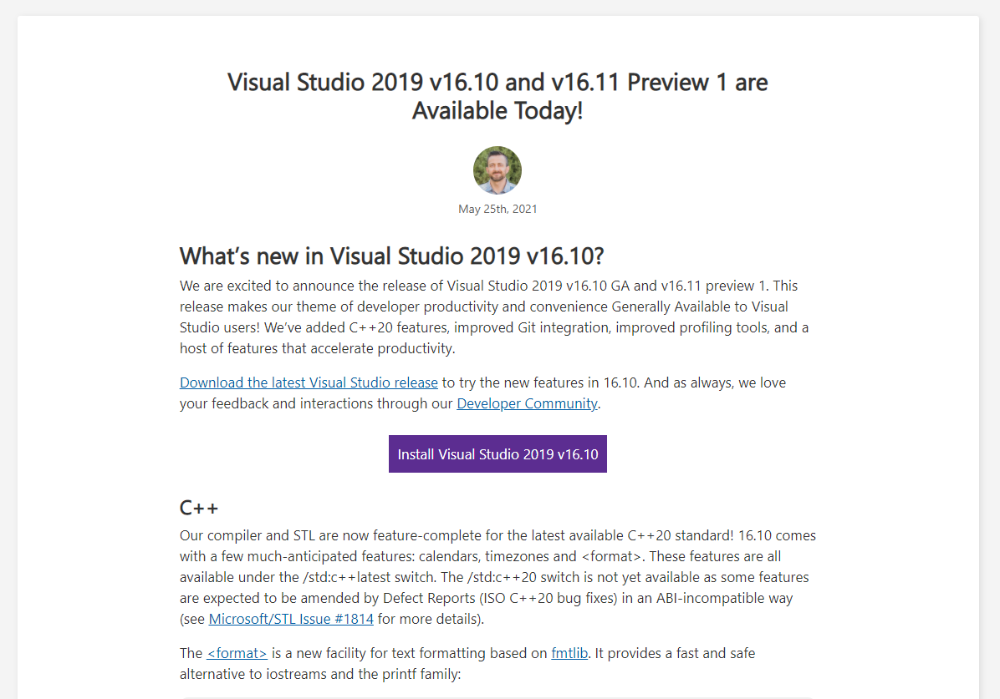 Visual Studio 2019 v16.10 and v16.11 Preview 1 are
Available Today!
May 25th, 2021
What’s new in Visual Studio 2019 v16.10?
We are excited to announce the release of Visual Studio 2019 v16.10 GA and v16.11 preview 1. This
release makes our theme of developer productivity and convenience Generally Available to Visual
Studio users! We’ve added C++20 features, improved Git integration, improved profiling tools, and a
host of features that accelerate productivity.
Download the latest Visual Studio release to try the new features in 16.10. And as always, we love
your feedback and interactions through our Developer Community.
Install Visual Studio 2019 v16.10
C++
Our compiler and STL are now feature-complete for the latest available C++20 standard! 16.10 comes
with a few much-anticipated features: calendars, timezones and <format>. These features are all
available under the /std:c++latest switch. The /std:c++20 switch is not yet available as some features
are expected to be amended by Defect Reports (ISO C++20 bug fixes) in an ABI-incompatible way
(see Microsoft/STL Issue #1814 for more details).
The <format> is a new facility for text formatting based on fmtlib. It provides a fast and safe
alternative to iostreams and the printf family: